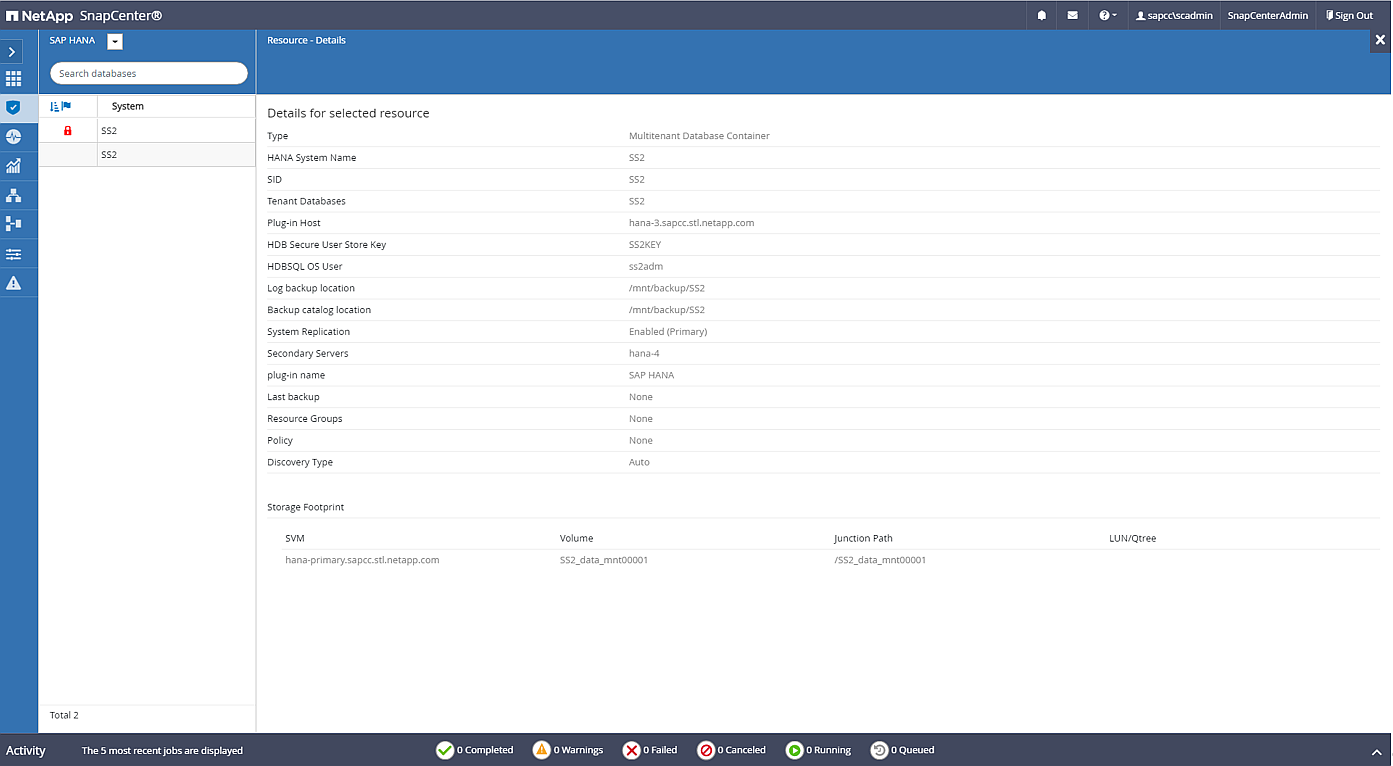 NetApp SnapCenter®
sapcc\scadmin SnapCenterAdmin Sign Out
SAP HANA
Search databases
System
SS2
SS2
Total 2
Resource - Details
Details for selected resource
Type Multitenant Database Container
HANA System Name SS2
SID SS2
Tenant Databases SS2
Plug-in Host hana-3.sapcc.stl.netapp.com
HDB Secure User Store Key SS2KEY
HDBSQL OS User ss2adm
Log backup location /mnt/backup/SS2
Backup catalog location /mnt/backup/SS2
System Replication Enabled (Primary)
Secondary Servers hana-4
plug-in name SAP HANA
Last backup None
Resource Groups None
Policy None
Discovery Type Auto
Storage Footprint
SVM Volume Junction Path LUN/Qtree
hana-primary.sapcc.stl.netapp.com SS2_data_mnt00001 /SS2_data_mnt00001
Activity The 5 most recent jobs are displayed 0 Completed 0 Warnings 0 Failed 0 Canceled 0 Running 0 Queued